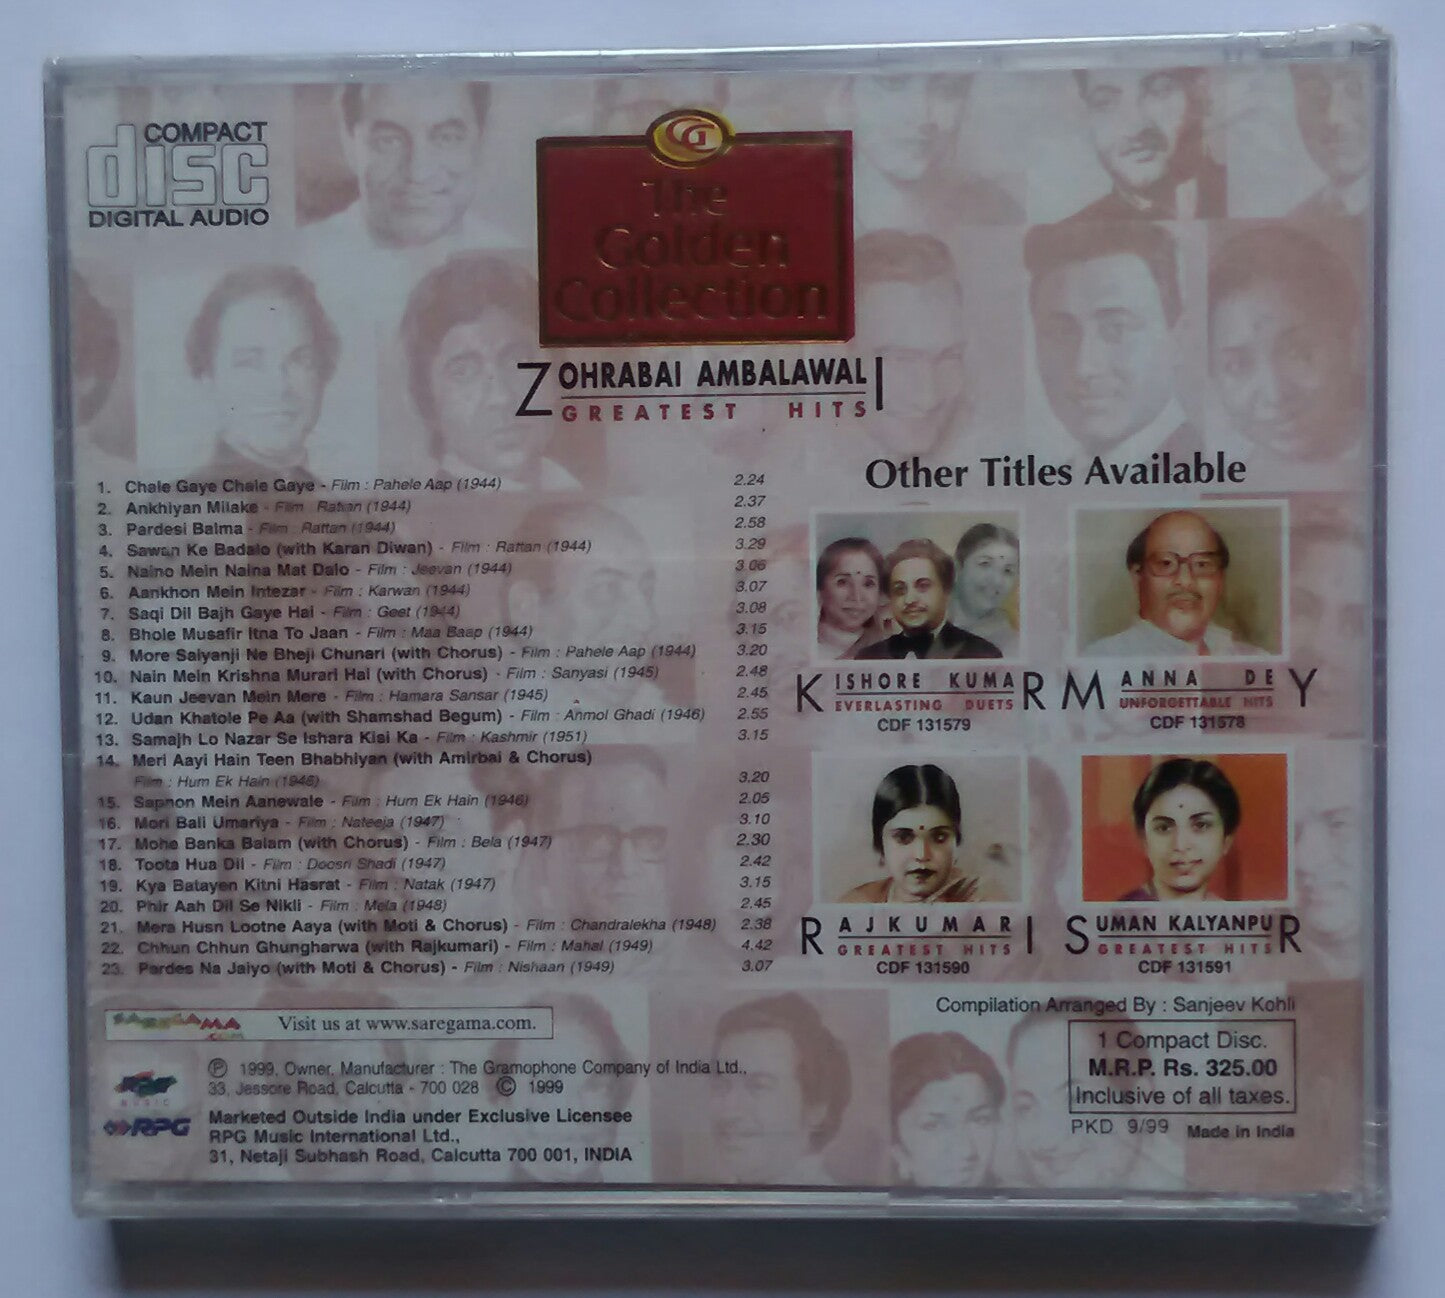 COMPACT
disc
DIGITAL AUDIO
CG
The
Golden
Collection
ZOHRABAI AMBALAWALI
GREATEST HITS
1. Chale Gaye Chale Gaye - Film : Pahele Aap (1944) 2.24
2. Ankhiyan Milake - Film : Rattan (1944) 2.37
3. Pardesi Balma - Film : Rattan (1944) 2.58
4. Sawan Ke Badalo (with Karan Diwan) - Film : Rattan (1944) 3.29
5. Naino Mein Naina Mat Dalo - Film : Jeevan (1944) 3.06
6. Aankhon Mein Intezar - Film : Karwan (1944) 3.07
7. Saqi Dil Bajh Gaye Hai - Film : Geet (1944) 3.08
8. Bhole Musafir Itna To Jaan - Film : Maa Baap (1944) 3.15
9. More Saiyanji Ne Bheji Chunari (with Chorus) - Film : Pahele Aap (1944) 3.20
10. Nain Mein Krishna Murari Hai (with Chorus) - Film : Sanyasi (1945) 2.48
11. Kaun Jeevan Mein Mere - Film : Hamara Sansar (1945) 2.45
12. Udan Khatole Pe Aa (with Shamshad Begum) - Film : Anmol Ghadi (1946) 2.55
13. Samajh Lo Nazar Se Ishara Kisi Ka - Film : Kashmir (1951) 3.15
14. Meri Aayi Hain Teen Bhabhiyan (with Amirbai & Chorus)
Film : Hum Ek Hain (1946) 3.20
15. Sapnon Mein Aanewale - Film : Hum Ek Hain (1946) 2.05
16. Mori Bali Umariya - Film : Nateeja (1947) 3.10
17. Mohe Banka Balam (with Chorus) - Film : Bela (1947) 2.30
18. Toota Hua Dil - Film : Doosri Shadi (1947) 2.42
19. Kya Batayen Kitni Hasrat - Film : Natak (1947) 3.15
20. Phir Aah Dil Se Nikli - Film : Mela (1948) 2.45
21. Mera Husn Lootne Aaya (with Moti & Chorus) - Film : Chandralekha (1948) 2.38
22. Chhun Chhun Ghungharwa (with Rajkumari) - Film : Mahal (1949) 4.42
23. Pardes Na Jaiyo (with Moti & Chorus) - Film : Nishaan (1949) 3.07
Other Titles Available
KISHORE KUMAR
EVERLASTING DUETS
CDF 131579
MANNA DEY
UNFORGETTABLE HITS
CDF 131578
RAJKUMARI
GREATEST HITS
CDF 131590
SUMAN KALYANPUR
GREATEST HITS
CDF 131591
Compilation Arranged By : Sanjeev Kohli
1 Compact Disc.
M.R.P. Rs. 325.00
Inclusive of all taxes.
PKD 9/99 Made in India
SAREGAMA.com Visit us at www.saregama.com.
Ⓟ 1999, Owner, Manufacturer : The Gramophone Company of India Ltd.,
33, Jessore Road, Calcutta - 700 028 © 1999
RPG
MUSIC
RPG
Marketed Outside India under Exclusive Licensee
RPG Music International Ltd.,
31, Netaji Subhash Road, Calcutta 700 001, INDIA